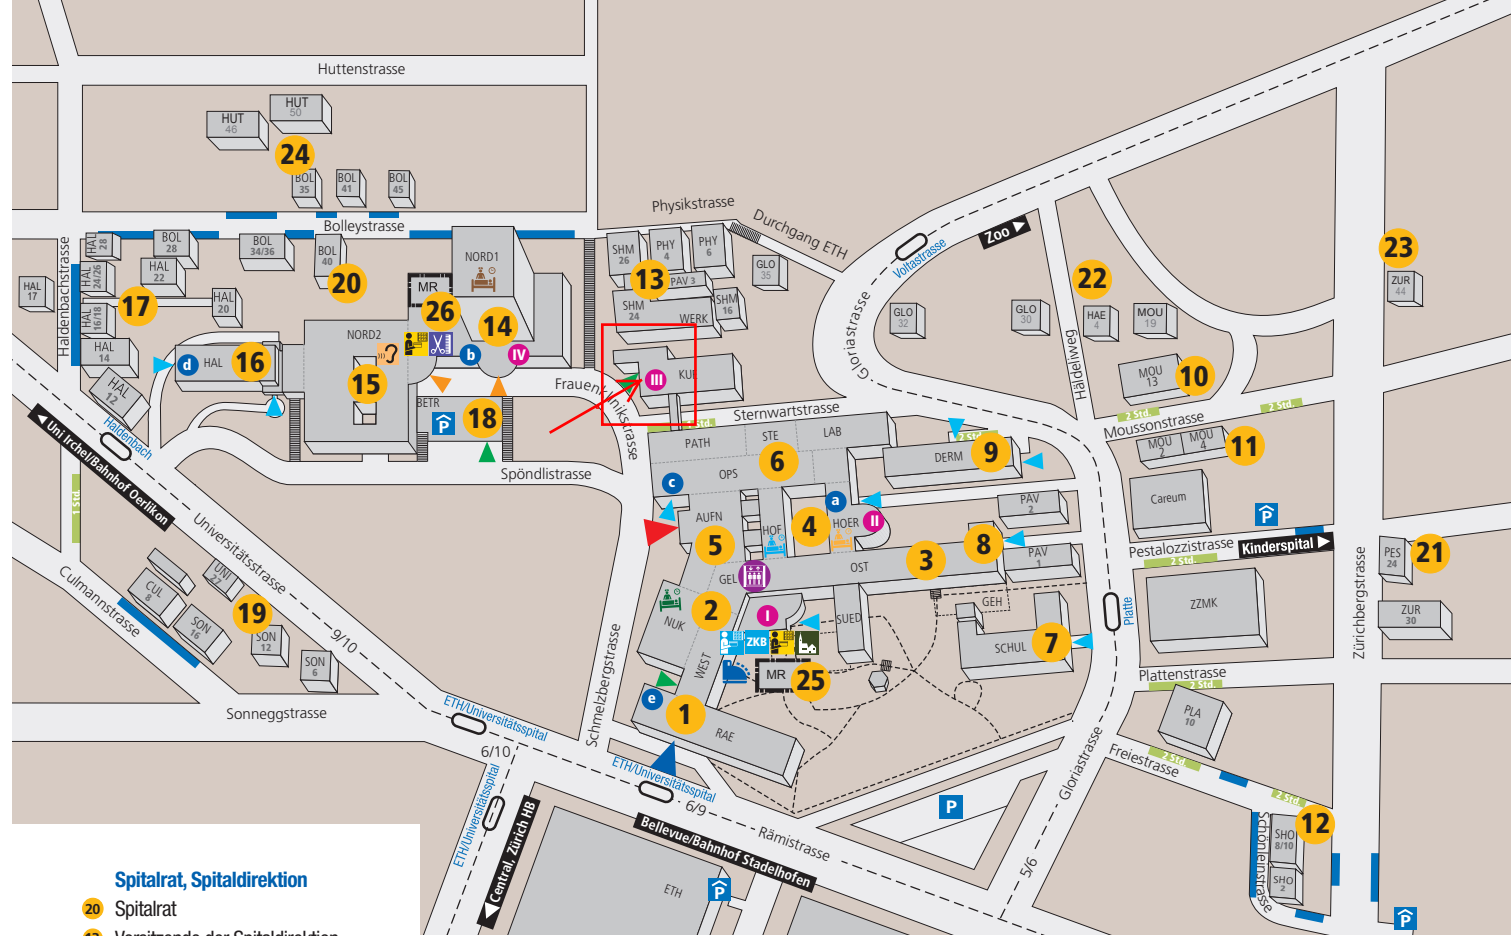 Huttenstrasse
HUT
46
HUT
50
24
BOL
35
BOL
41
BOL
45
Bolleystrasse
Physikstrasse
Durchgang ETH
Haldenbachstrasse
HAL
28
BOL
28
BOL
34/36
BOL
40
20
HAL
17
HAL
24/26
HAL
22
17
HAL
20
HAL
16/18
HAL
14
HAL
12
d
HAL
16
NORD1
MR
26
14
NORD2
b
IV
15
BETR
P
18
Frauenklinikstrasse
Spöndlistrasse
SHM
26
PHY
4
PHY
6
GLO
35
13
PAV 3
SHM
24
WERK
SHM
16
III
KUE
Gloriastrasse
Voltastrasse
Zoo
GLO
32
GLO
30
22
HAE
4
MOU
19
Häldeliweg
23
ZUR
44
MOU
13
10
2 Std.
2 Std.
Moussonstrasse
MOU
2
MOU
4
11
Sternwartstrasse
2 Std.
PATH
STE
LAB
6
OPS
2 Std.
DERM
9
c
a
AUFN
5
HOF
4
HOER
II
PAV
2
8
PAV
1
3
OST
GEL
2
NUK
I
SUED
GEH
SCHUL
7
ZKB
WEST
MR
25
e
1
RAE
Careum
P
Pestalozzistrasse
Kinderspital
2 Std.
PES
24
21
ZUR
30
ZZMK
Platte
Zürichbergstrasse
Plattenstrasse
2 Std.
PLA
10
Freiestrasse
2 Std.
2 Std.
SHO
8/10
12
SHO
2
Schönleinstrasse
P
Gloriastrasse
5/6
P
Haldenbach
Uni Irchel/Bahnhof Oerlikon
1 Std.
Universitätsstrasse
Culmannstrasse
CUL
8
UNI
27
SON
16
19
SON
12
SON
6
9/10
Sonneggstrasse
ETH/Universitätsspital
6/10
ETH/Universitätsspital
Schmelzbergstrasse
ETH/Universitätsspital
6/9
Rämistrasse
Bellevue/Bahnhof Stadelhofen
Central, Zürich HB
ETH
P
Spitalrat, Spitaldirektion
20 Spitalrat